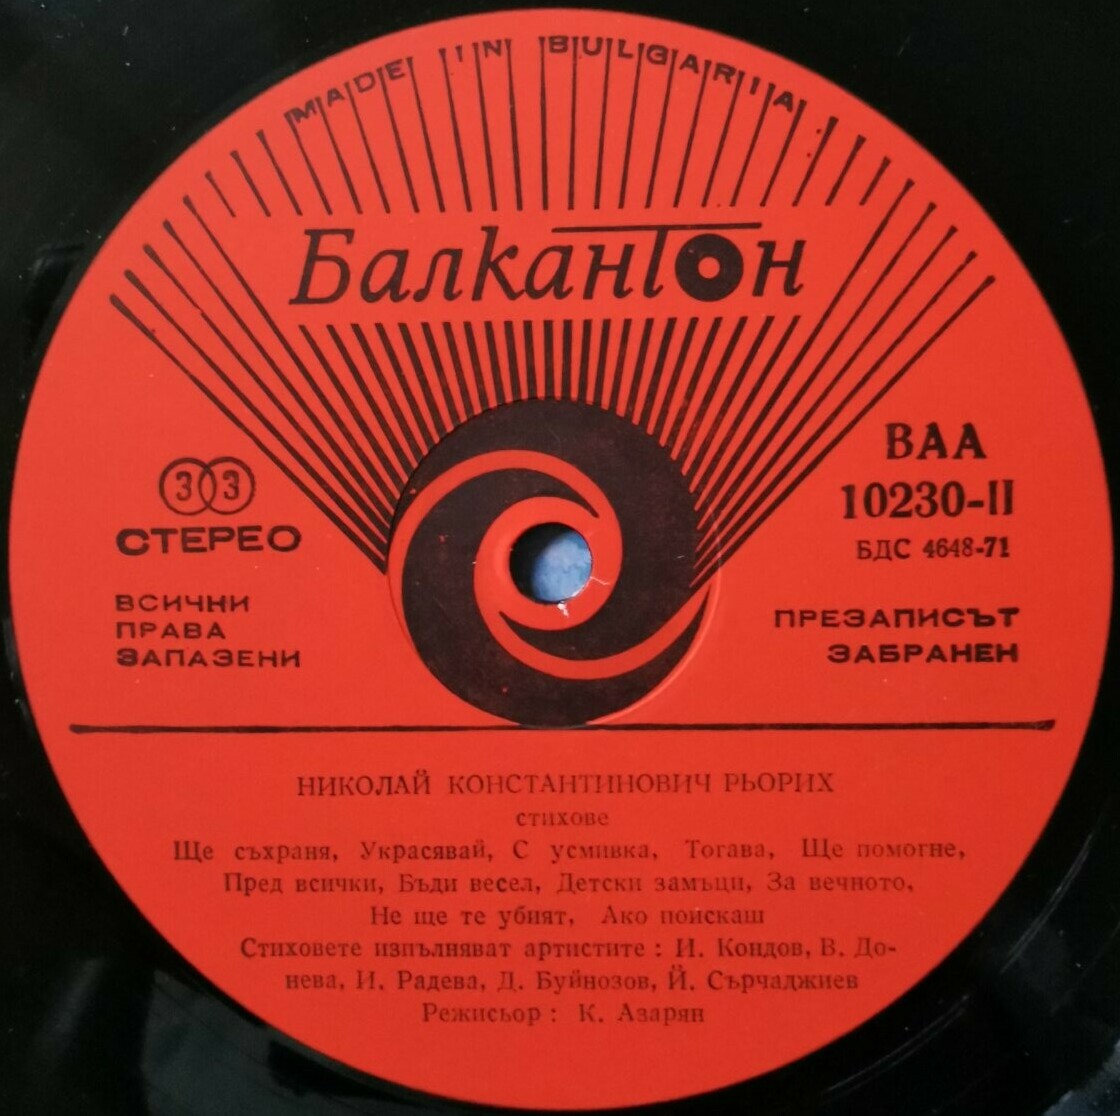 MADE IN BULGARIA
БалканТон
33
СТЕРЕО
ВСИЧНИ
ПРАВА
ЗАПАЗЕНИ
ВАА
10230-II
БДС 4648-71
ПРЕЗАПИСЪТ
ЗАБРАНЕН
НИКОЛАЙ КОНСТАНТИНОВИЧ РЬОРИХ
стихове
Ще съхраня, Украсявай, С усмивка, Тогава, Ще помогне,
Пред всички, Бъди весел, Детски замъци, За вечното,
Не ще те убият, Ако поискаш
Стиховете изпълняват артистите : И. Кондов, В. До-
нева, И. Радева, Д. Буйнозов, Й. Сърчаджиев
Режисьор : К. Азарян